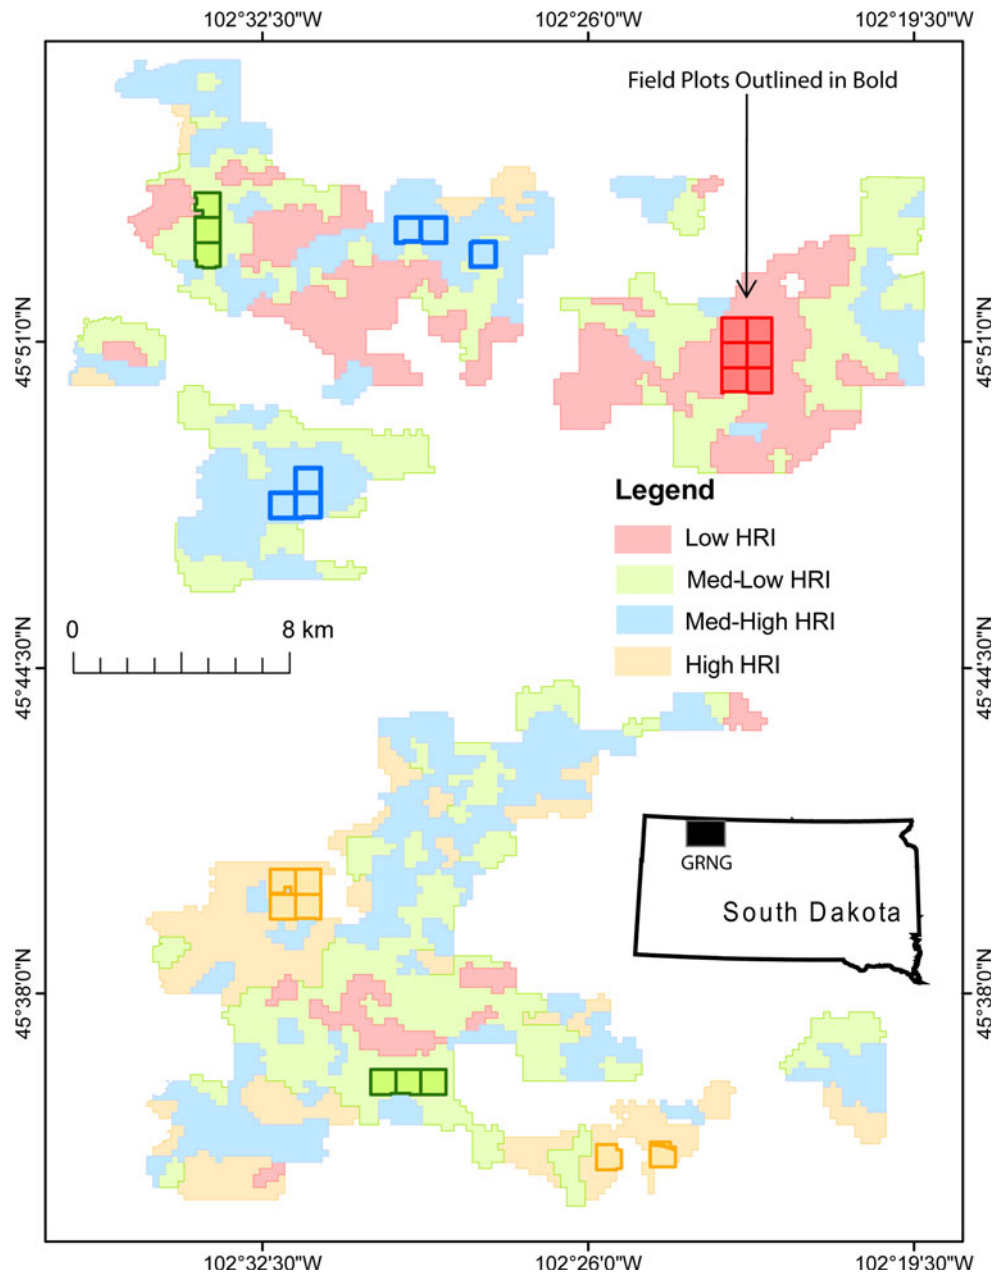 102°32'30"W 102°26'0"W 102°19'30"W
Field Plots Outlined in Bold
45°51'0"N 45°51'0"N
Legend
Low HRI
Med-Low HRI
Med-High HRI
High HRI
0 8 km
45°44'30"N 45°44'30"N
GRNG
South Dakota
45°38'0"N 45°38'0"N
102°32'30"W 102°26'0"W 102°19'30"W